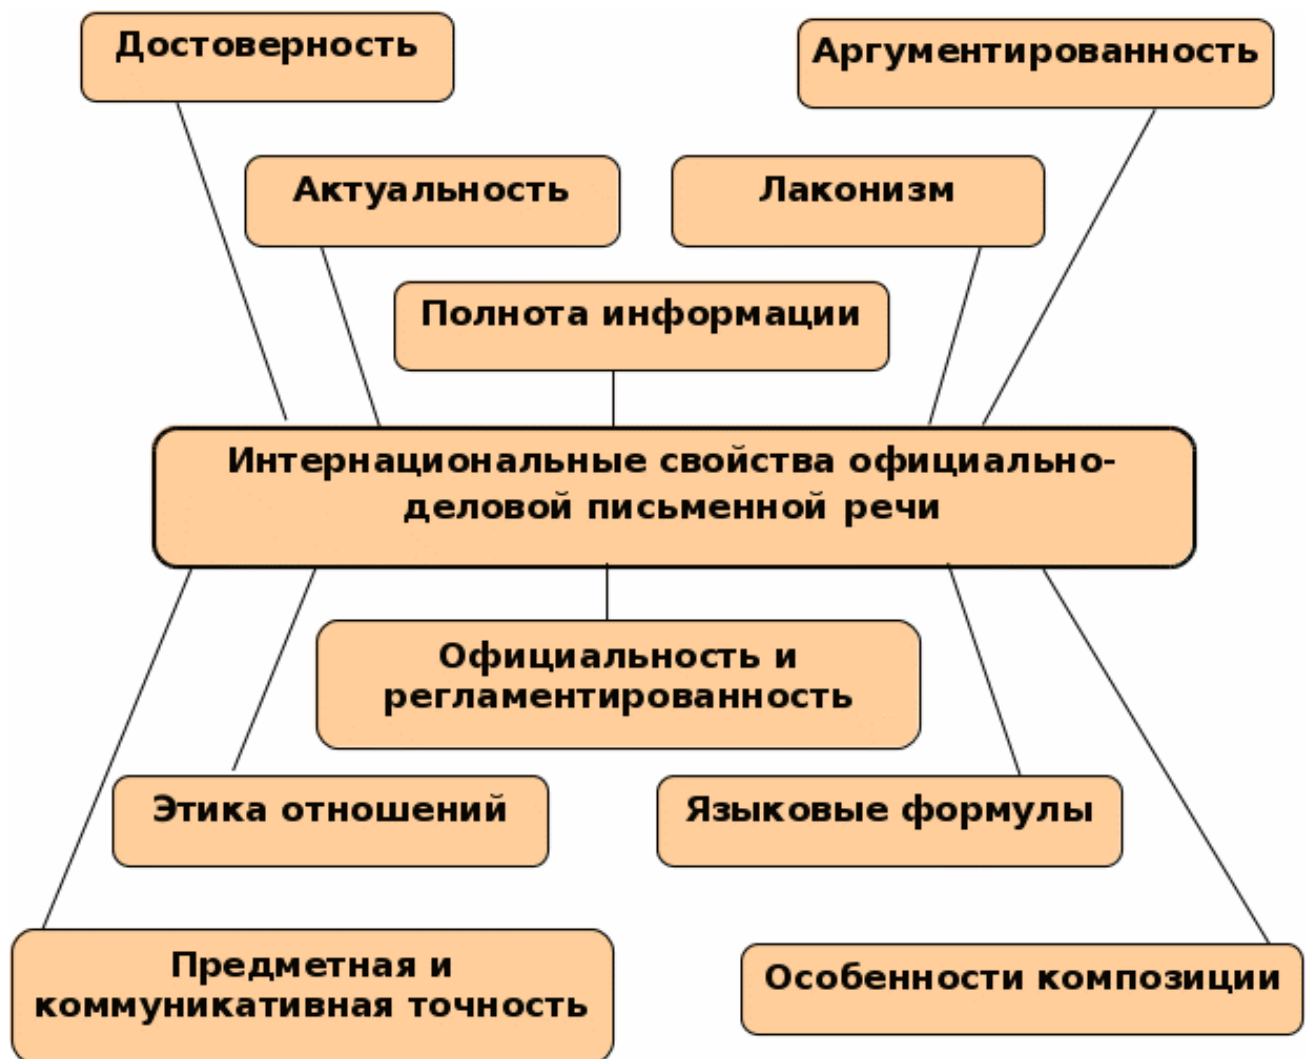 Достоверность
Аргументированность
Актуальность
Лаконизм
Полнота информации
Интернациональные свойства официально-
деловой письменной речи
Официальность и
регламентированность
Этика отношений
Языковые формулы
Предметная и
коммуникативная точность
Особенности композиции